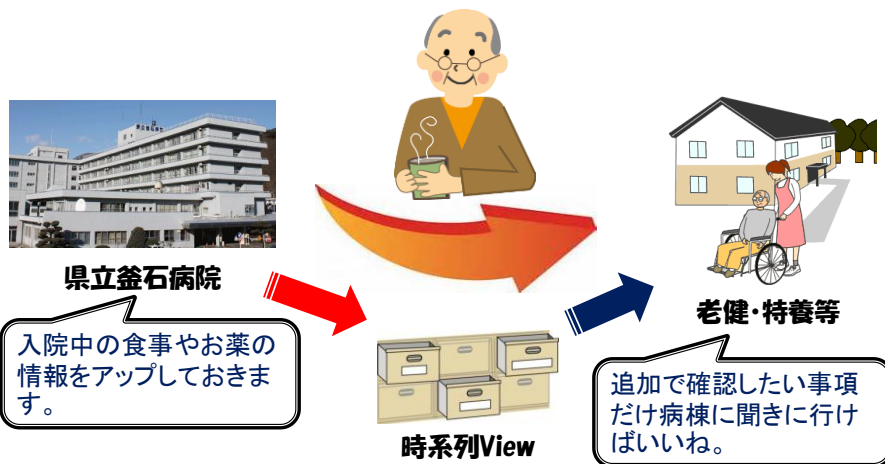 県立釜石病院
入院中の食事やお薬の
情報をアップしておきま
す。
時系列View
老健・特養等
追加で確認したい事項
だけ病棟に聞きに行け
ばいいね。